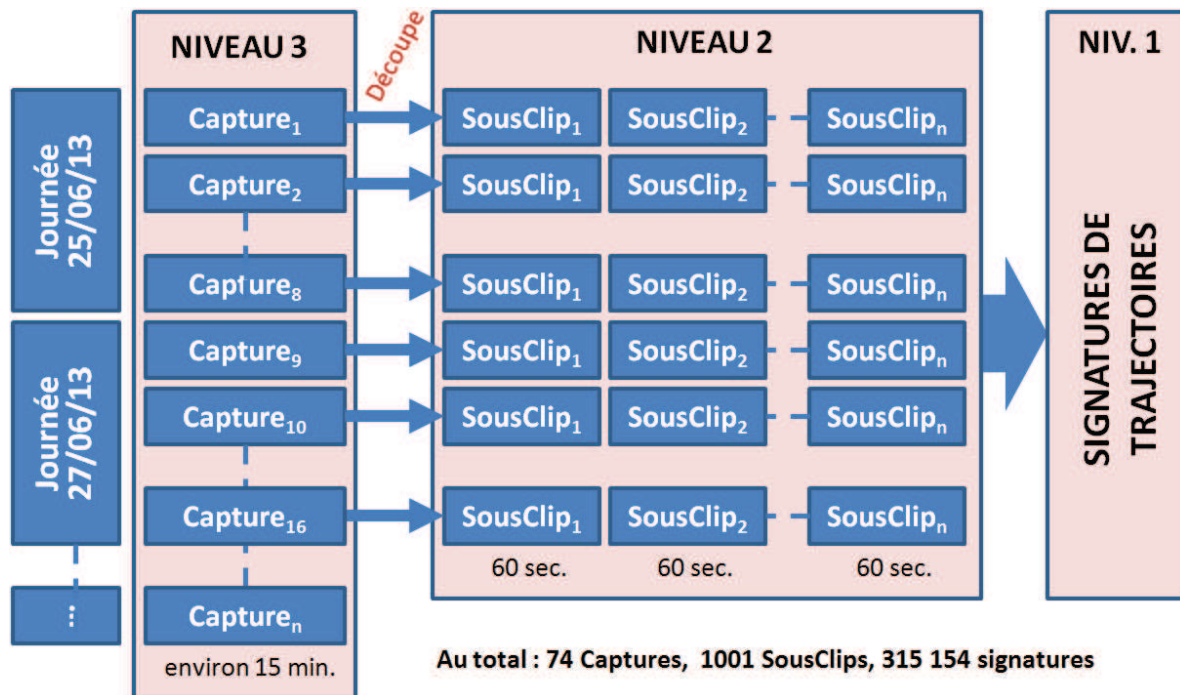 NIVEAU 3
Découpe
NIVEAU 2
NIV. 1
Journée
25/06/13
Capture1
SousClip1
SousClip2
SousClipn
Capture2
SousClip1
SousClip2
SousClipn
Capture8
SousClip1
SousClip2
SousClipn
Journée
27/06/13
Capture9
SousClip1
SousClip2
SousClipn
Capture10
SousClip1
SousClip2
SousClipn
Capture16
SousClip1
SousClip2
SousClipn
60 sec.
60 sec.
60 sec.
...
Capturen
environ 15 min.
SIGNATURES DE
TRAJECTOIRES
Au total : 74 Captures, 1001 SousClips, 315 154 signatures